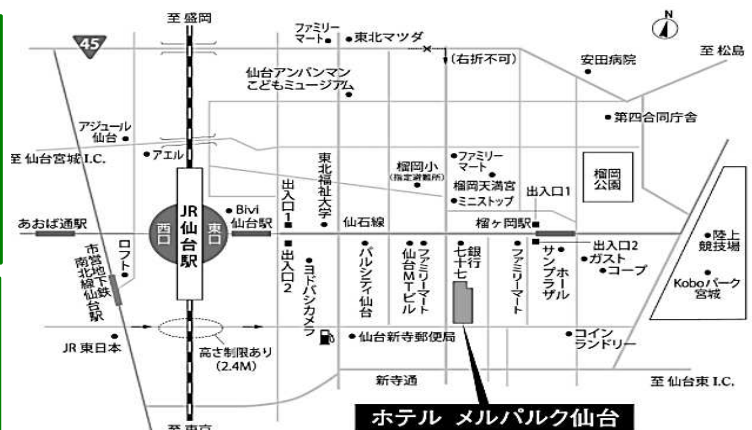 至 盛岡
N
45
ファミリー
マート
東北マツダ
(右折不可)
安田病院
至 松島
仙台アンパンマン
こどもミュージアム
第四合同庁舎
アジュール
仙台
アエル
至 仙台宮城 I.C.
東北福祉大学
榴岡小
(指定避難所)
ファミリー
マート
榴岡天満宮
ミニストップ
出入口1
榴岡
公園
Bivi
仙台駅
出入口1
仙石線
榴ヶ岡駅
あおば通駅
西口
JR仙台駅
東口
陸上
競技場
市営地下鉄
南北線仙台駅
ロフト
出入口2
ヨドバシカメラ
パルシティ仙台
仙台MTビル
ファミリーマート
七十七
銀行
ファミリーマート
サンプラザ
ホール
出入口2
ガスト
コープ
Koboパーク
宮城
JR 東日本
高さ制限あり
(2.4M)
仙台新寺郵便局
コイン
ランドリー
新寺通
至 仙台東 I.C.
ホテル メルパルク仙台
至 東京